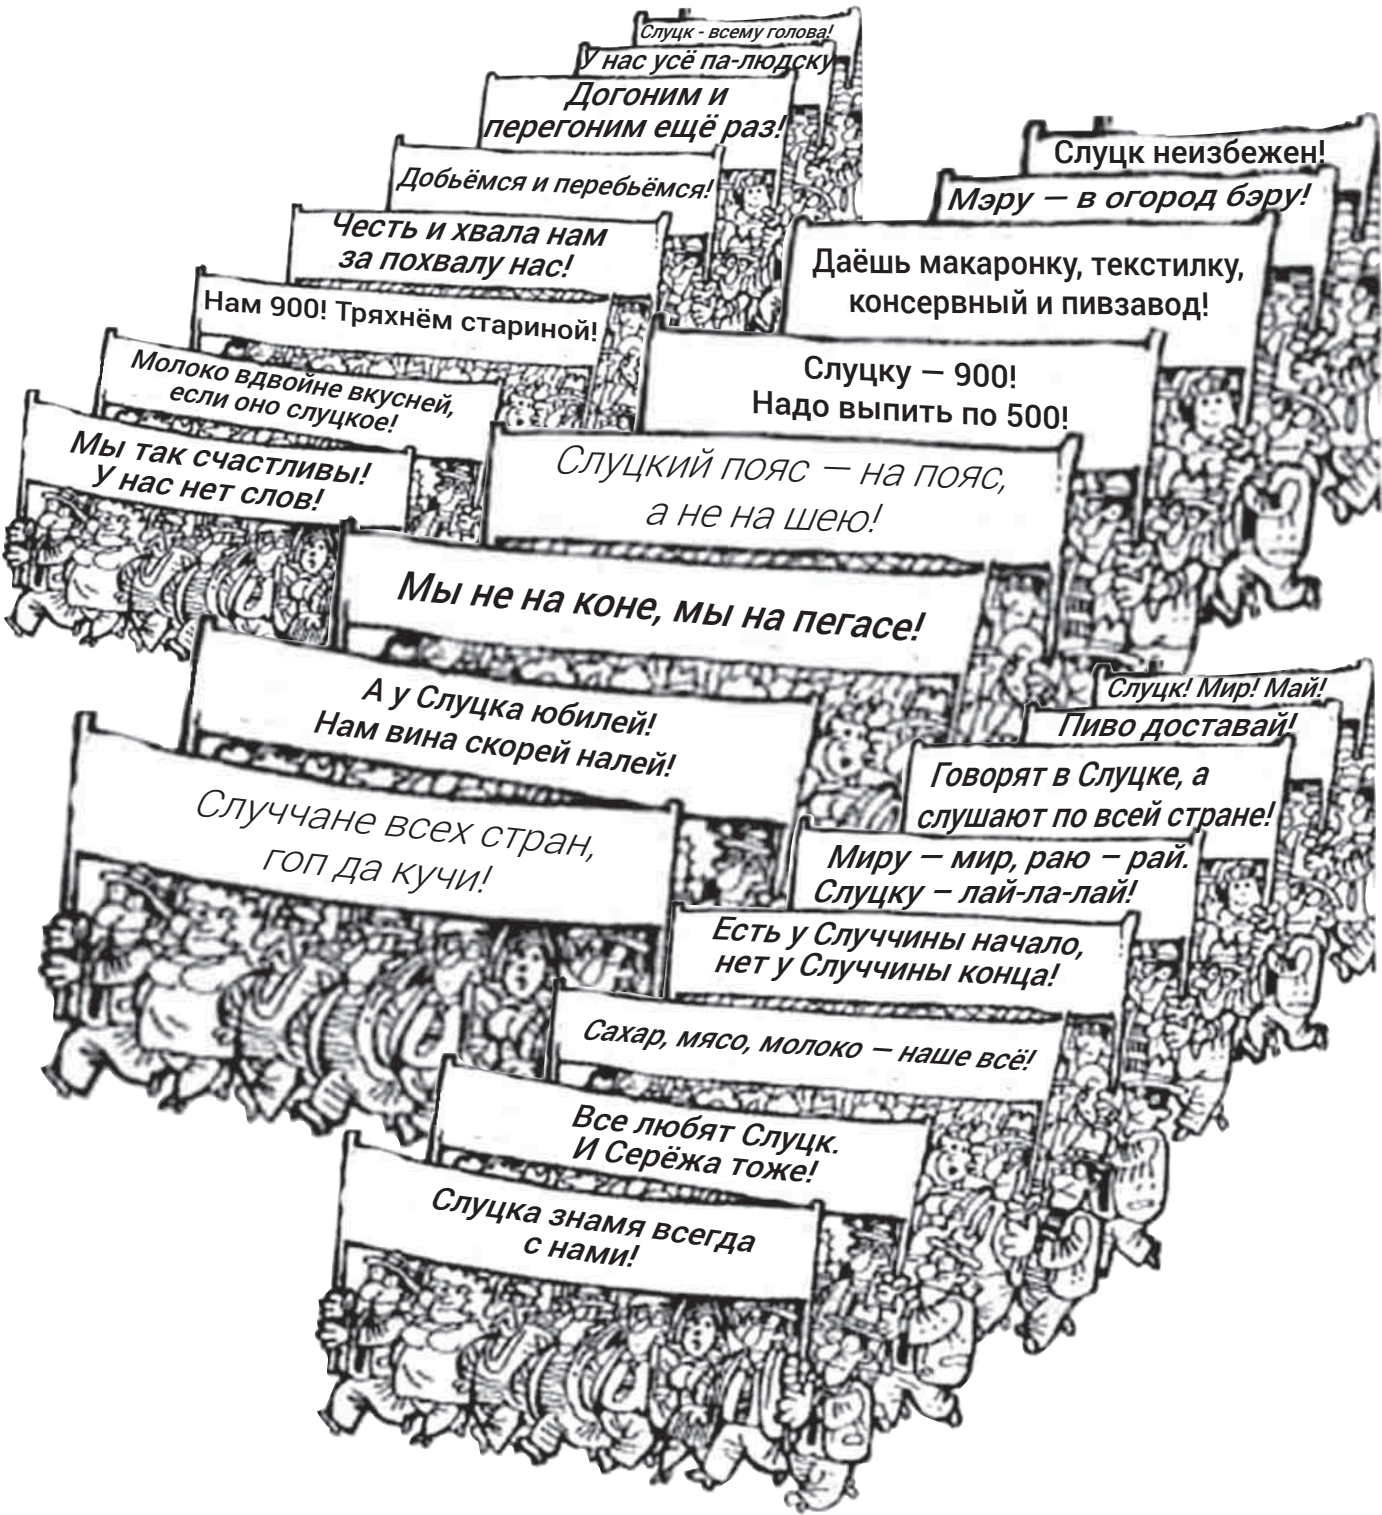 Слуцк - всему голова!
У нас усё па-людску
Догоним и
перегоним ещё раз!
Добьёмся и перебьёмся!
Честь и хвала нам
за похвалу нас!
Нам 900! Тряхнём стариной!
Молоко вдвойне вкусней,
если оно слуцкое!
Мы так счастливы!
У нас нет слов!
Слуцк неизбежен!
Мэру — в огород бэру!
Даёшь макаронку, текстилку,
консервный и пивзавод!
Слуцку — 900!
Надо выпить по 500!
Слуцкий пояс — на пояс,
а не на шею!
Мы не на коне, мы на пегасе!
А у Слуцка юбилей!
Нам вина скорей налей!
Случчане всех стран,
гоп да кучи!
Слуцк! Мир! Май!
Пиво доставай!
Говорят в Слуцке, а
слушают по всей стране!
Миру — мир, раю — рай.
Слуцку — лай-ла-лай!
Есть у Случчины начало,
нет у Случчины конца!
Сахар, мясо, молоко — наше всё!
Все любят Слуцк.
И Серёжа тоже!
Слуцка знамя всегда
с нами!